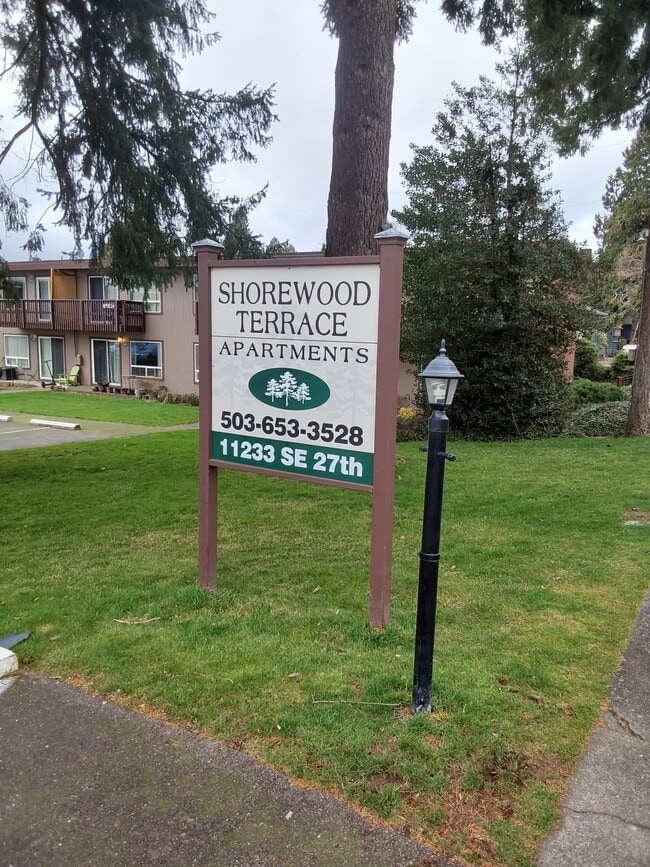 SHOREWOOD
TERRACE
APARTMENTS
503-653-3528
11233 SE 27th